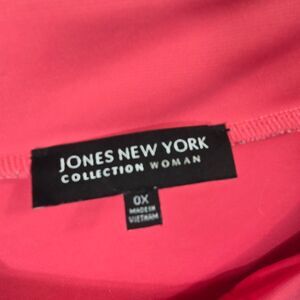 JONES NEW YORK
COLLECTION WOMAN
0X
MADE IN
VIETNAM